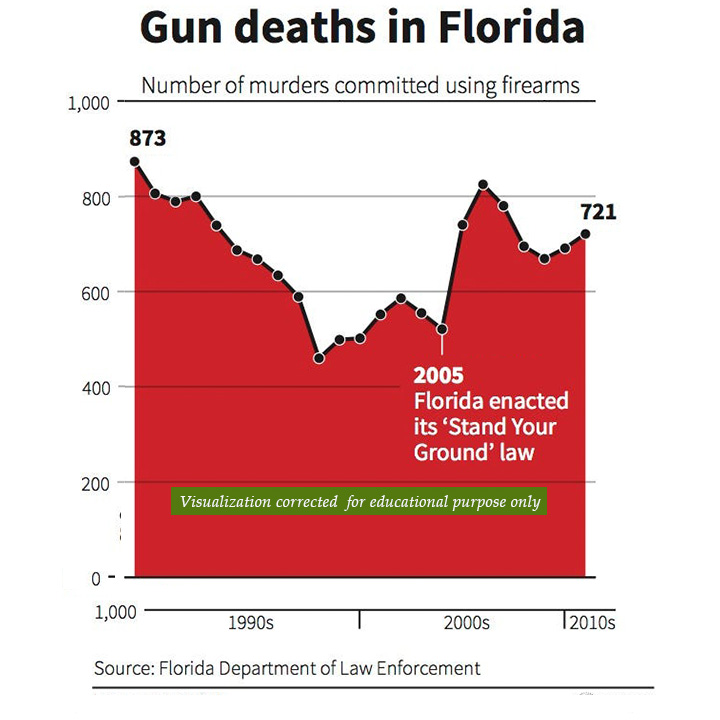 Gun deaths in Florida
Number of murders committed using firearms
1,000
873
800
721
600
400
2005
Florida enacted
its ‘Stand Your
Ground’ law
200
Visualization corrected for educational purpose only
0
1,000
1990s
2000s
2010s
Source: Florida Department of Law Enforcement